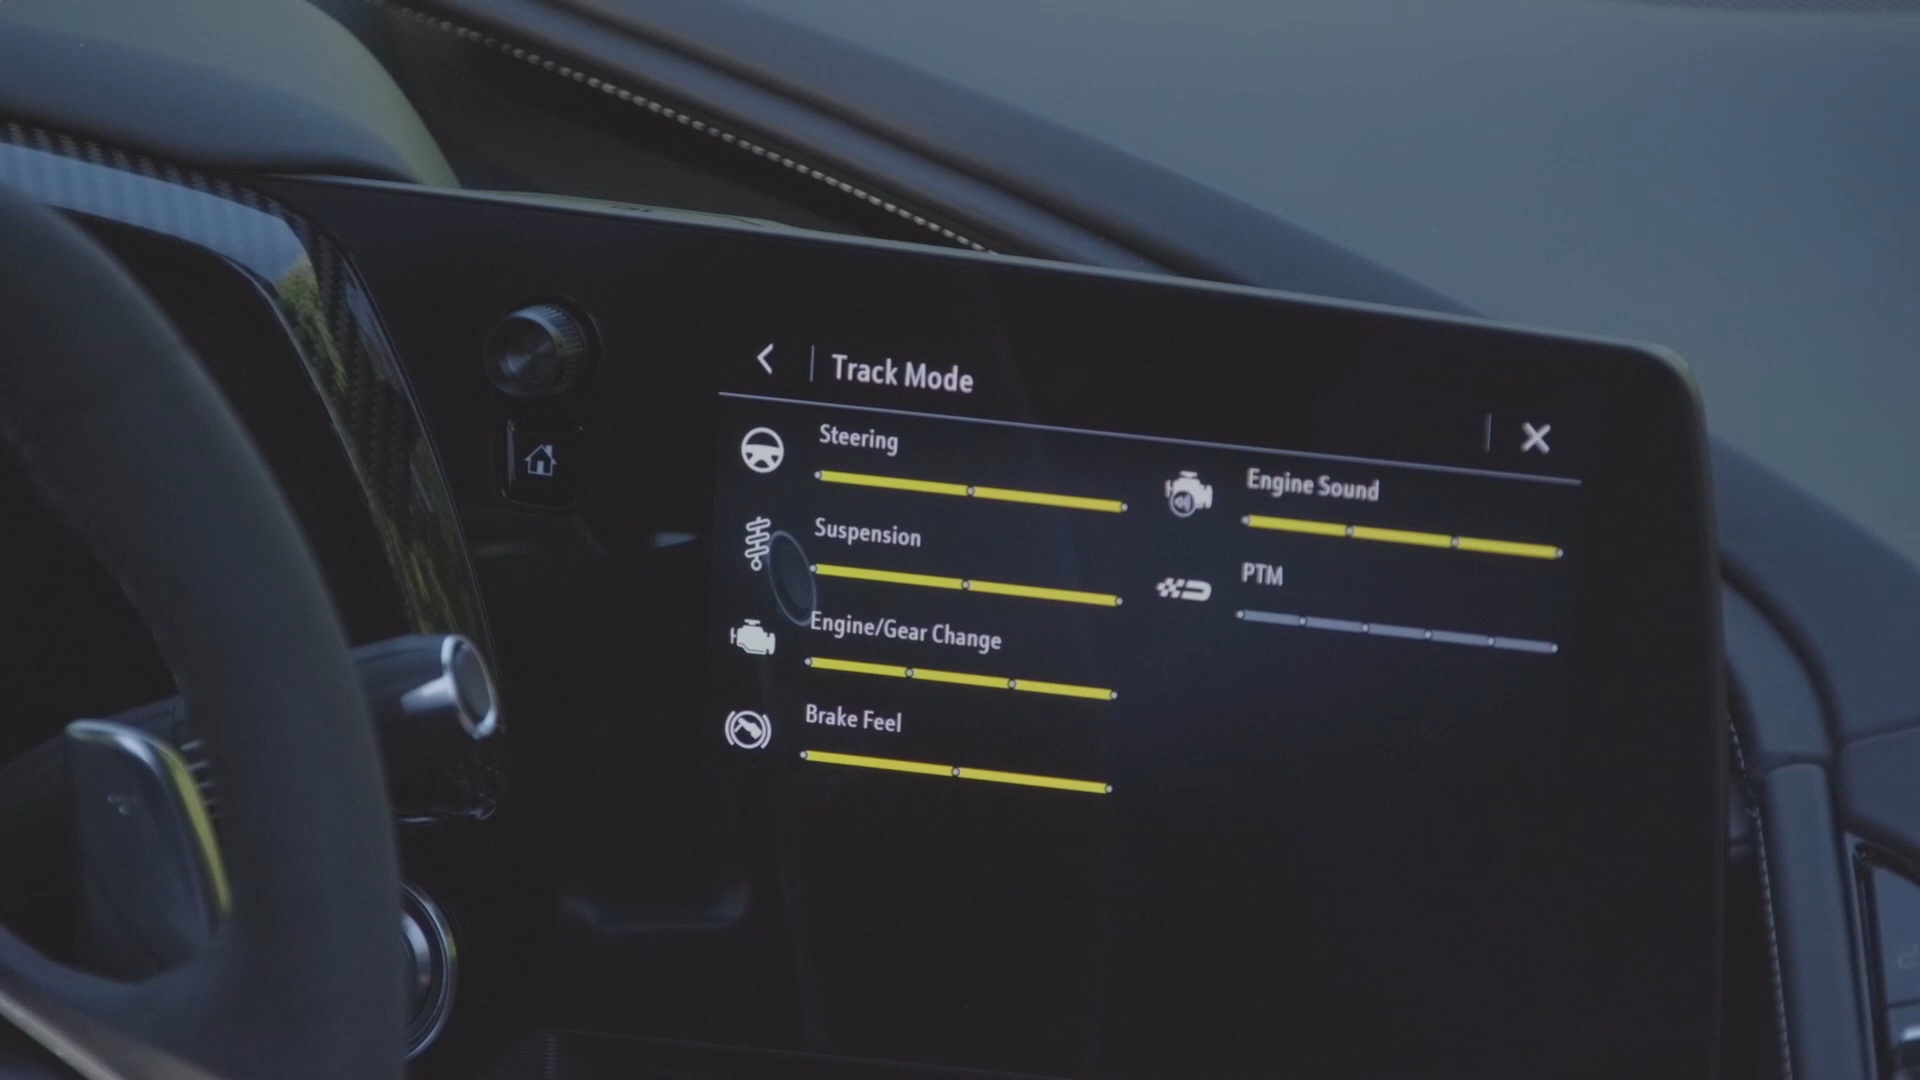 Track Mode
Steering
Suspension
Engine/Gear Change
Brake Feel
Engine Sound
PTM